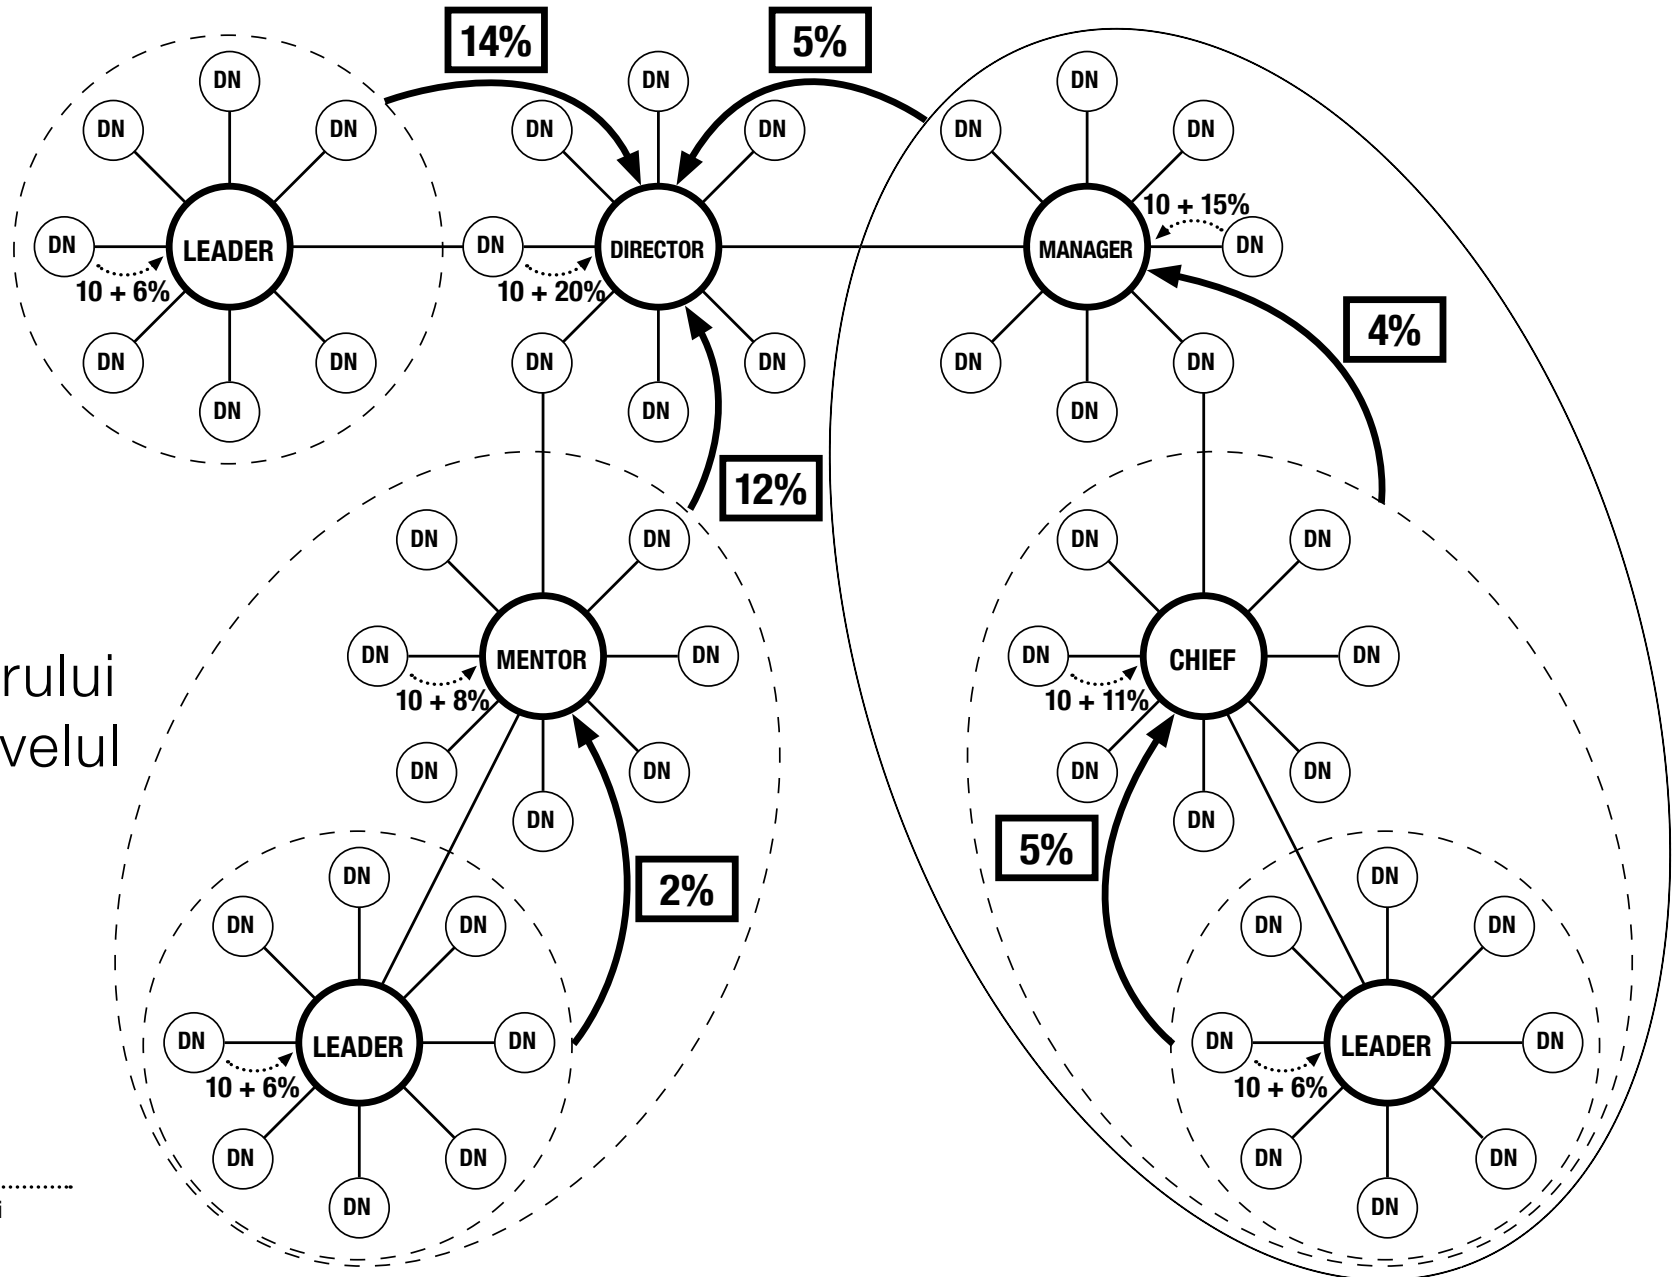 14% 5%
DN DN DN
DN DN DN DN DN DN
10 + 15%
DN LEADER DN DIRECTOR MANAGER DN
10 + 6% 10 + 20%
4%
DN DN DN DN DN DN
DN DN DN
12%
DN DN DN DN
DN MENTOR DN DN CHIEF DN
rului
10 + 8% 10 + 11%
velul
DN DN DN DN
DN DN
5%
DN DN
2%
DN DN DN DN
DN LEADER DN DN LEADER DN
10 + 6% 10 + 6%
DN DN DN DN
DN DN
i